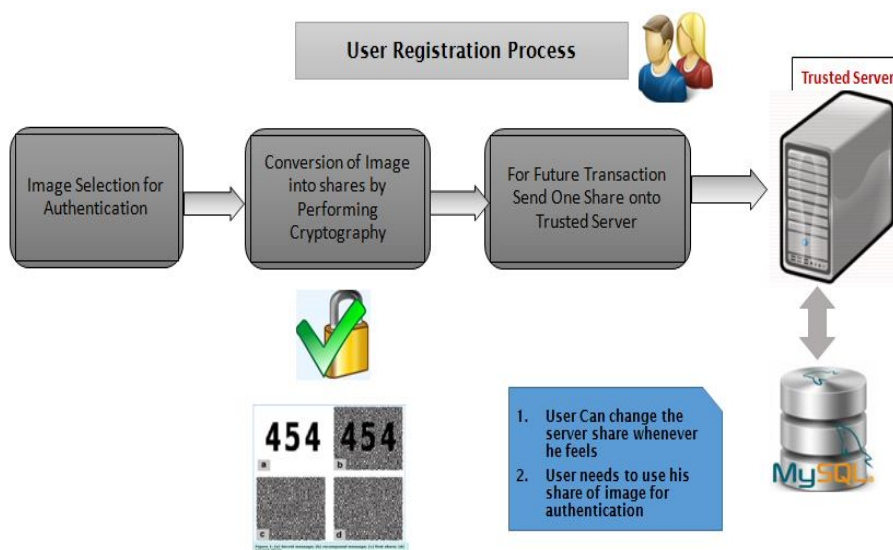 User Registration Process
Trusted Server
Image Selection for
Authentication
Conversion of Image
into shares by
Performing
Cryptography
For Future Transaction
Send One Share onto
Trusted Server
454
a
454
b
c
d
1. User Can change the
server share whenever
he feels
2. User needs to use his
share of image for
authentication
MySQL